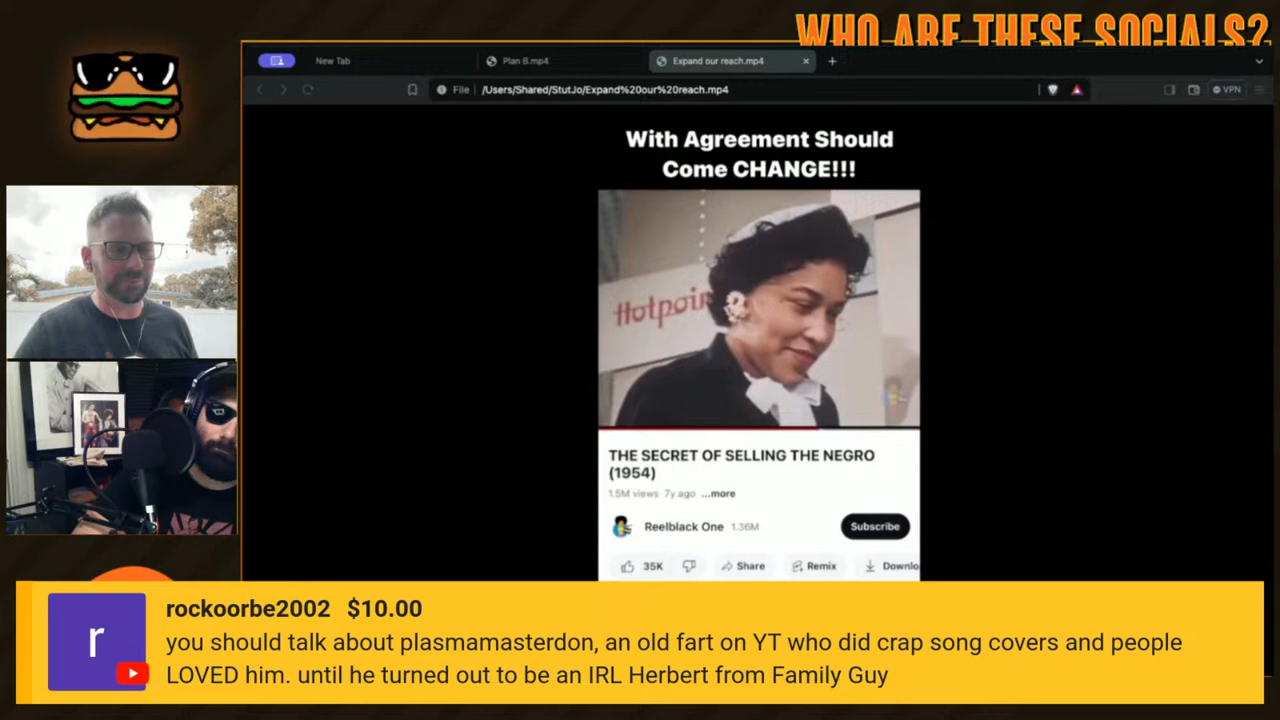 WHO ARE THESE SOCIALS?
New Tab
Plan B.mp4
Expand our reach.mp4
File
/Users/Shared/StutJo/Expand%20our%20reach.mp4
VPN
With Agreement Should
Come CHANGE!!!
Hotpoin
THE SECRET OF SELLING THE NEGRO
(1954)
1.5M views 7y ago ...more
Reelblack One 1.36M
Subscribe
35K
Share
Remix
Downlo
r
rockoorbe2002 $10.00
you should talk about plasmamasterdon, an old fart on YT who did crap song covers and people
LOVED him. until he turned out to be an IRL Herbert from Family Guy